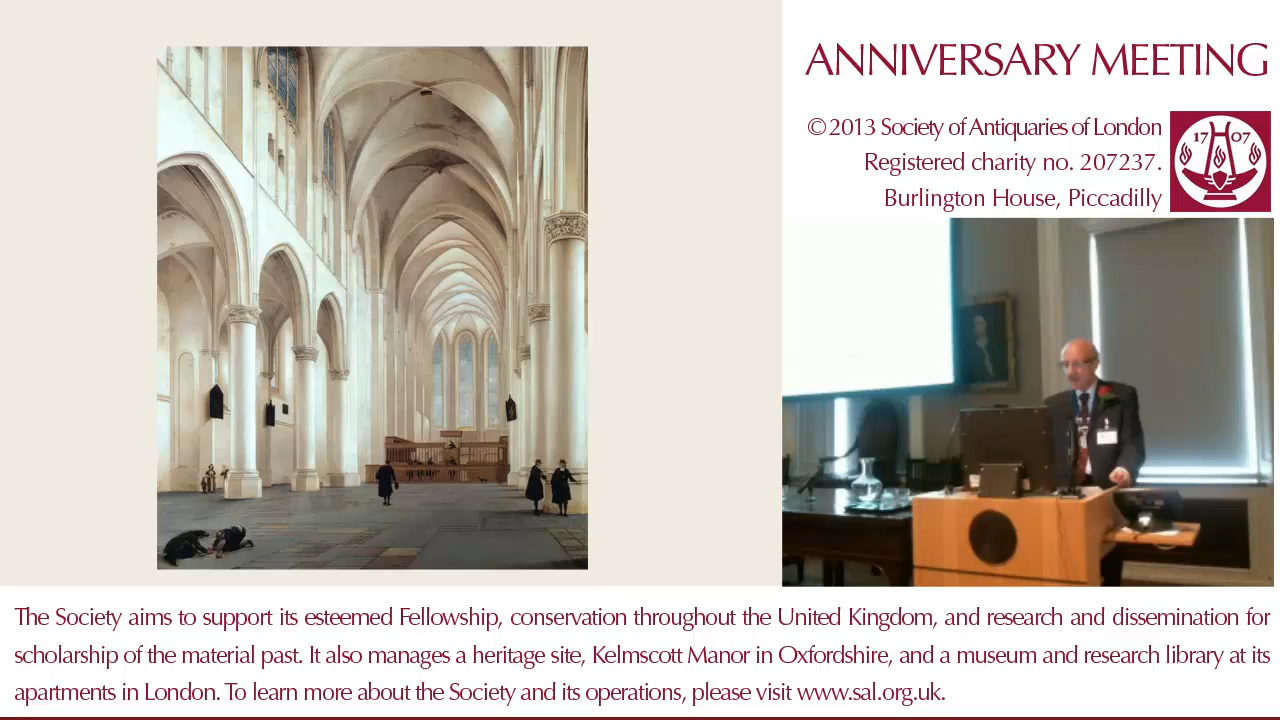 ANNIVERSARY MEETING
© 2013 Society of Antiquaries of London
Registered charity no. 207237.
Burlington House, Piccadilly
17 07
The Society aims to support its esteemed Fellowship, conservation throughout the United Kingdom, and research and dissemination for
scholarship of the material past. It also manages a heritage site, Kelmscott Manor in Oxfordshire, and a museum and research library at its
apartments in London. To learn more about the Society and its operations, please visit www.sal.org.uk.